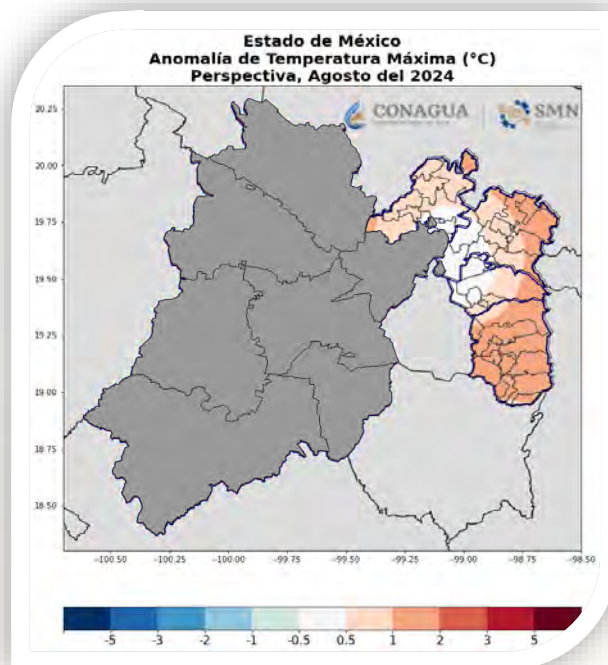 Estado de México
Anomalía de Temperatura Máxima (°C)
Perspectiva, Agosto del 2024
CONAGUA
SMN
20.25
20.00
19.75
19.50
19.25
19.00
18.75
18.50
−100.50 −100.25 −100.00 −99.75 −99.50 −99.25 −99.00 −98.75 −98.50
-5 -3 -2 -1 -0.5 0.5 1 2 3 5